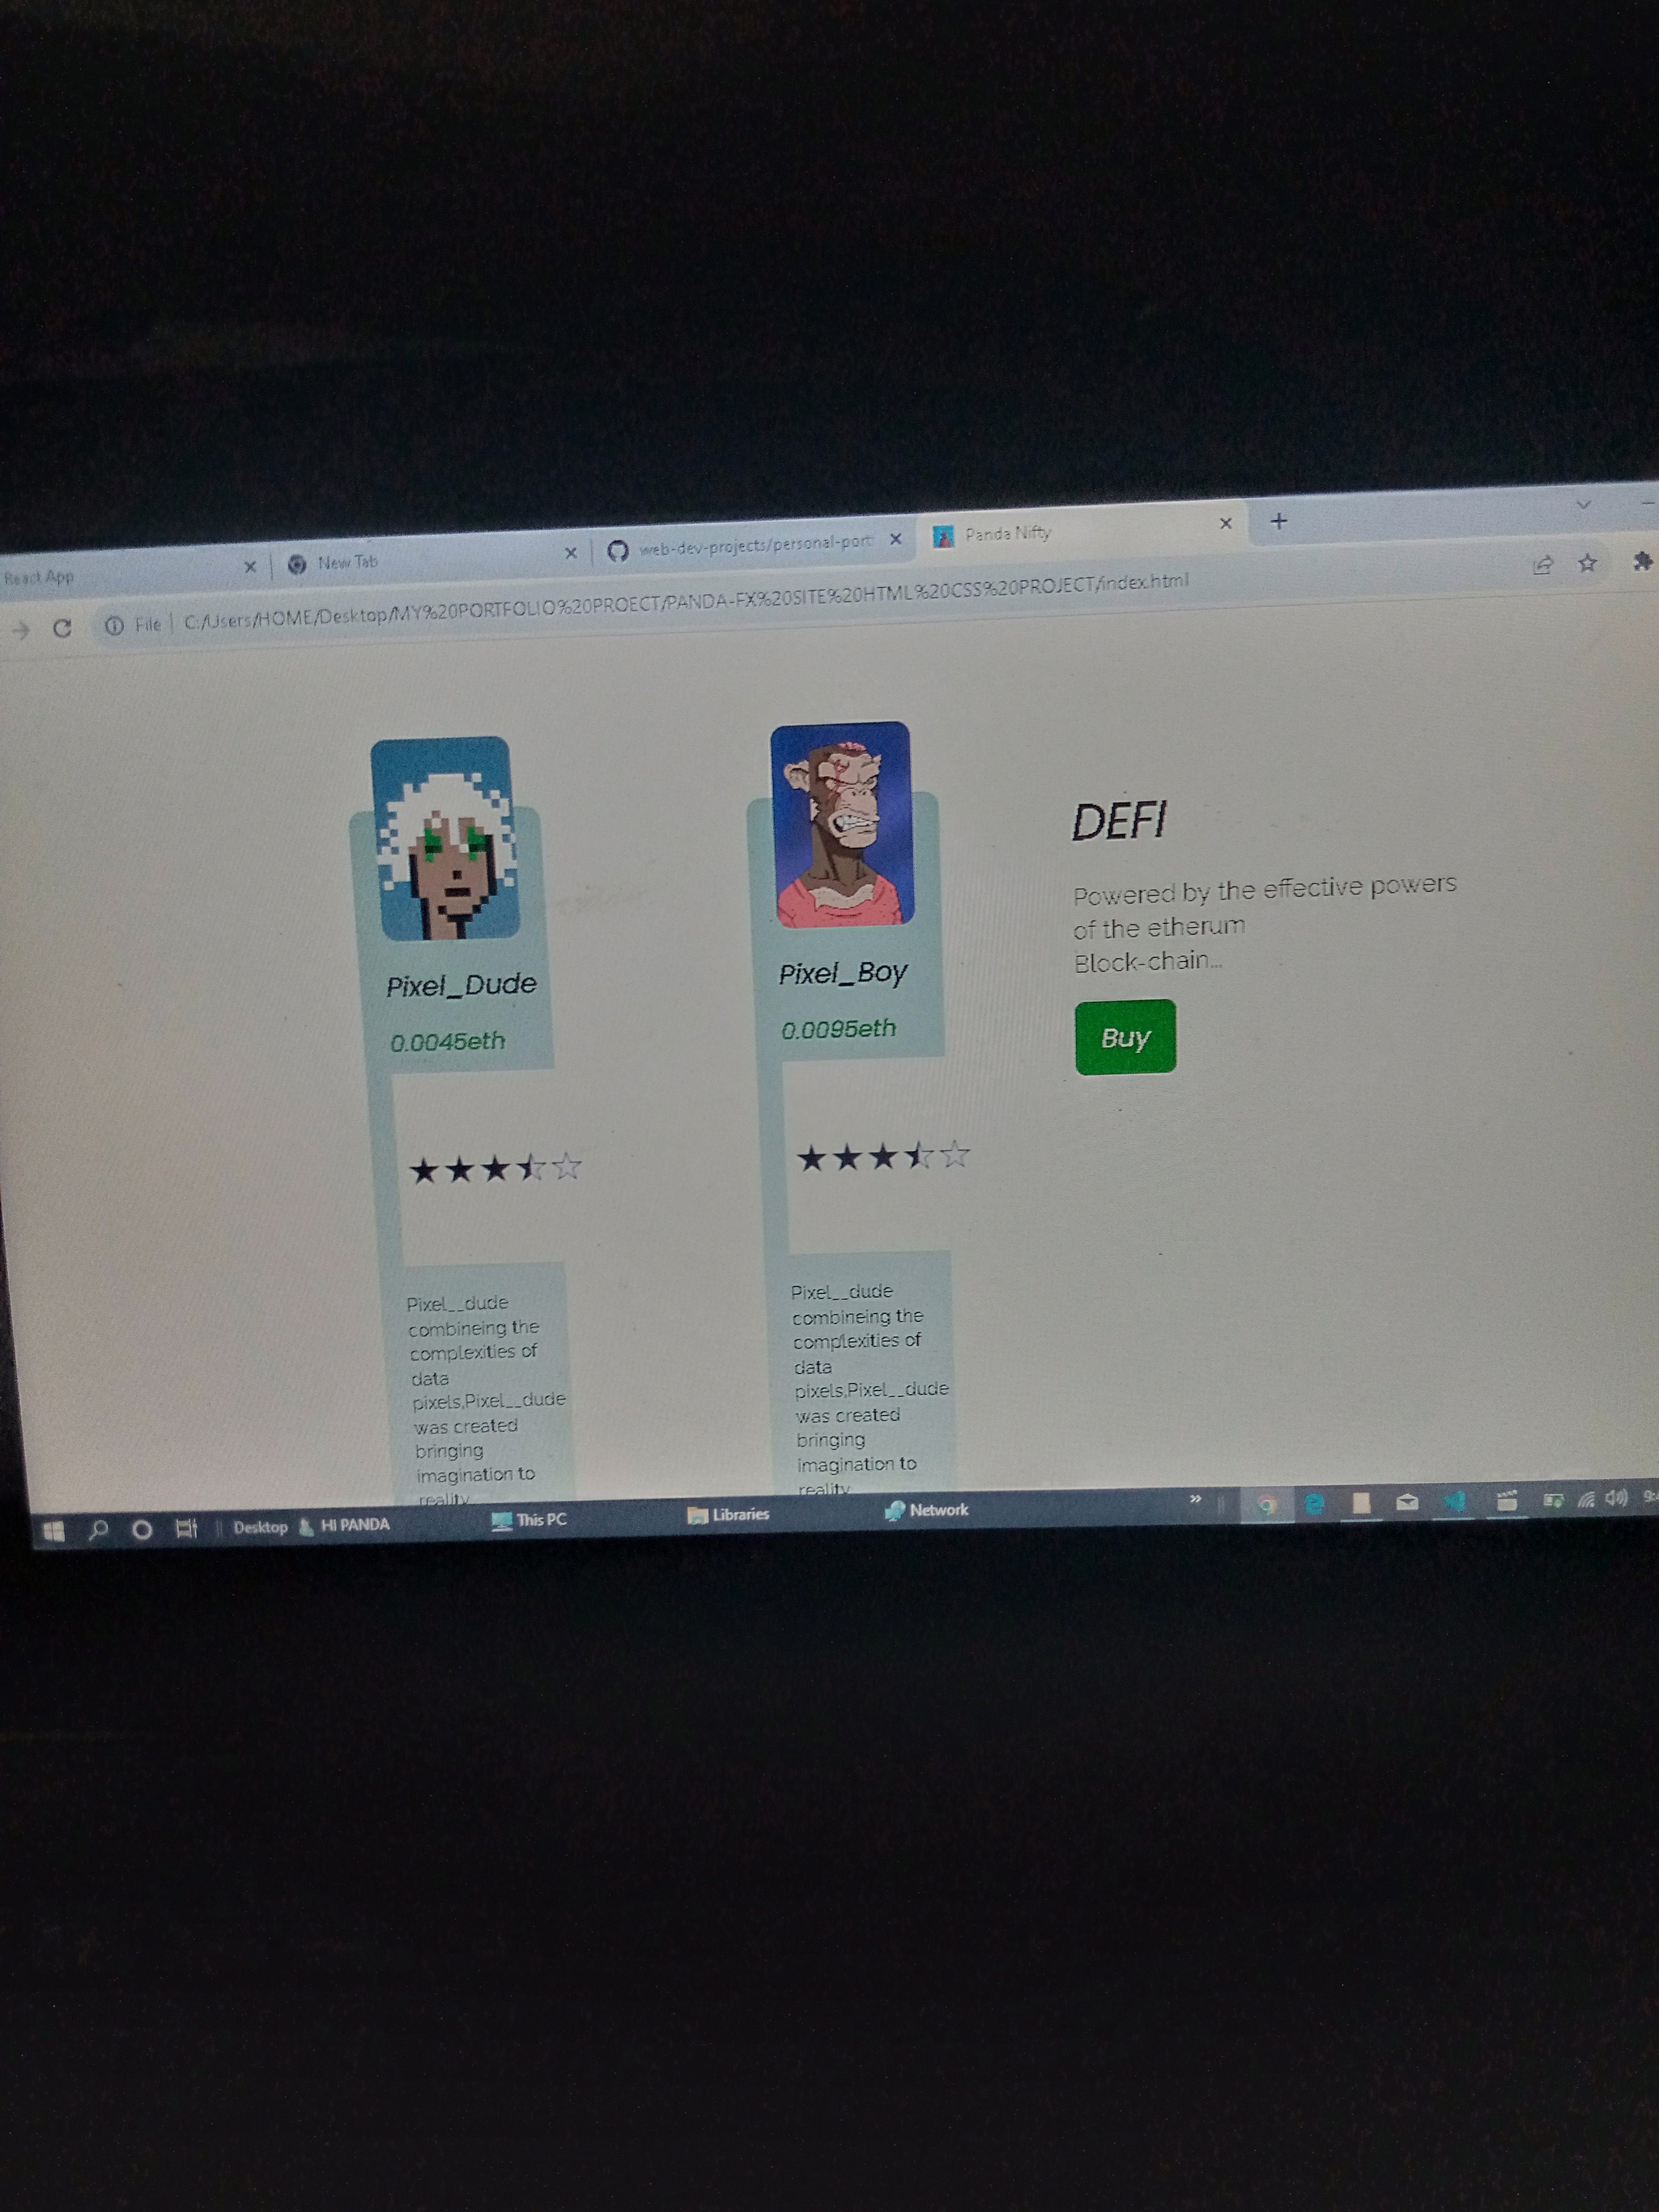 React App
New Tab
web-dev-projects/personal-port
Panda Nifty
File
C:/Users/HOME/Desktop/MY%20PORTFOLIO%20PROECT/PANDA-FX%20SITE%20HTML%20CSS%20PROJECT/index.html
Pixel_Dude
0.0045eth
Pixel__dude
combineing the
complexities of
data
pixels,Pixel__dude
was created
bringing
imagination to
reality
Pixel_Boy
0.0095eth
Pixel__dude
combineing the
complexities of
data
pixels,Pixel__dude
was created
bringing
imagination to
reality
DEFI
Powered by the effective powers
of the etherum
Block-chain...
Buy
Desktop
HI PANDA
This PC
Libraries
Network